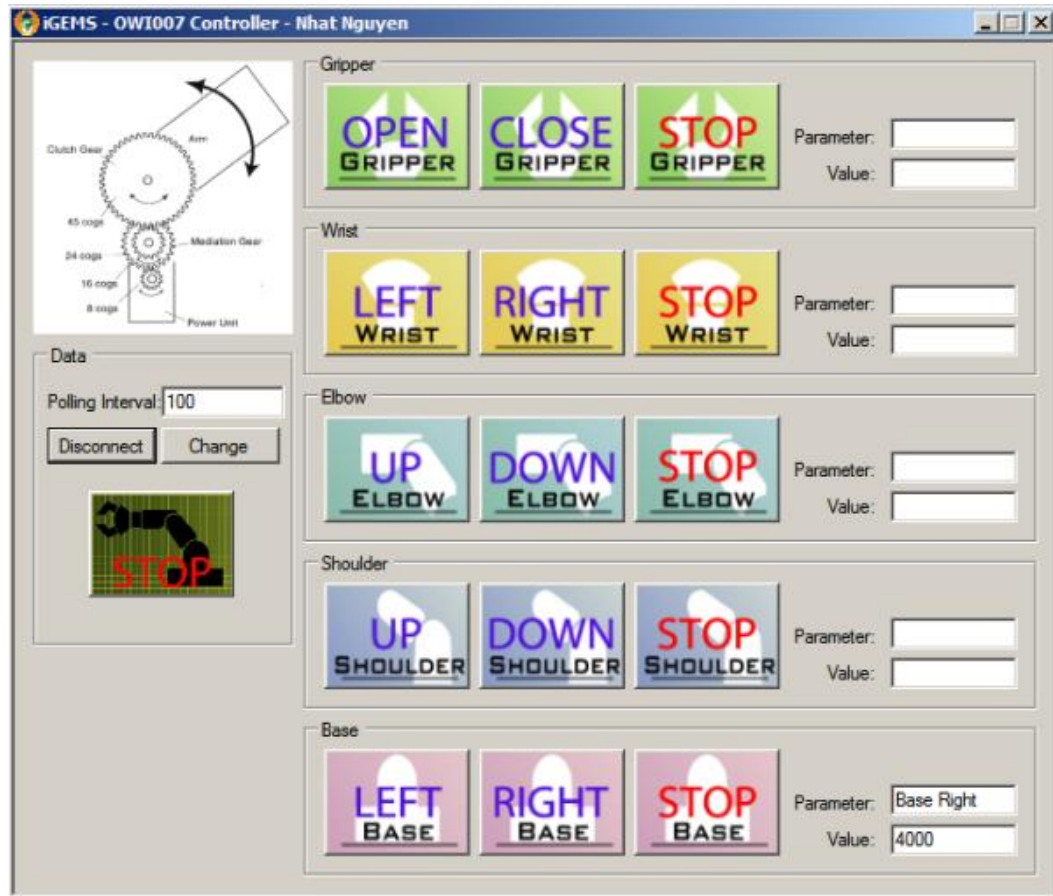 iGEMS - OWI007 Controller - Nhat Nguyen
Clutch Gear
Arm
45 cogs
24 cogs
Mediation Gear
16 cogs
8 cogs
Power Unit
Data
Polling Interval: 100
Disconnect
Change
STOP
Gripper
OPEN GRIPPER
CLOSE GRIPPER
STOP GRIPPER
Parameter:
Value:
Wrist
LEFT WRIST
RIGHT WRIST
STOP WRIST
Parameter:
Value:
Elbow
UP ELBOW
DOWN ELBOW
STOP ELBOW
Parameter:
Value:
Shoulder
UP SHOULDER
DOWN SHOULDER
STOP SHOULDER
Parameter:
Value:
Base
LEFT BASE
RIGHT BASE
STOP BASE
Parameter: Base Right
Value: 4000